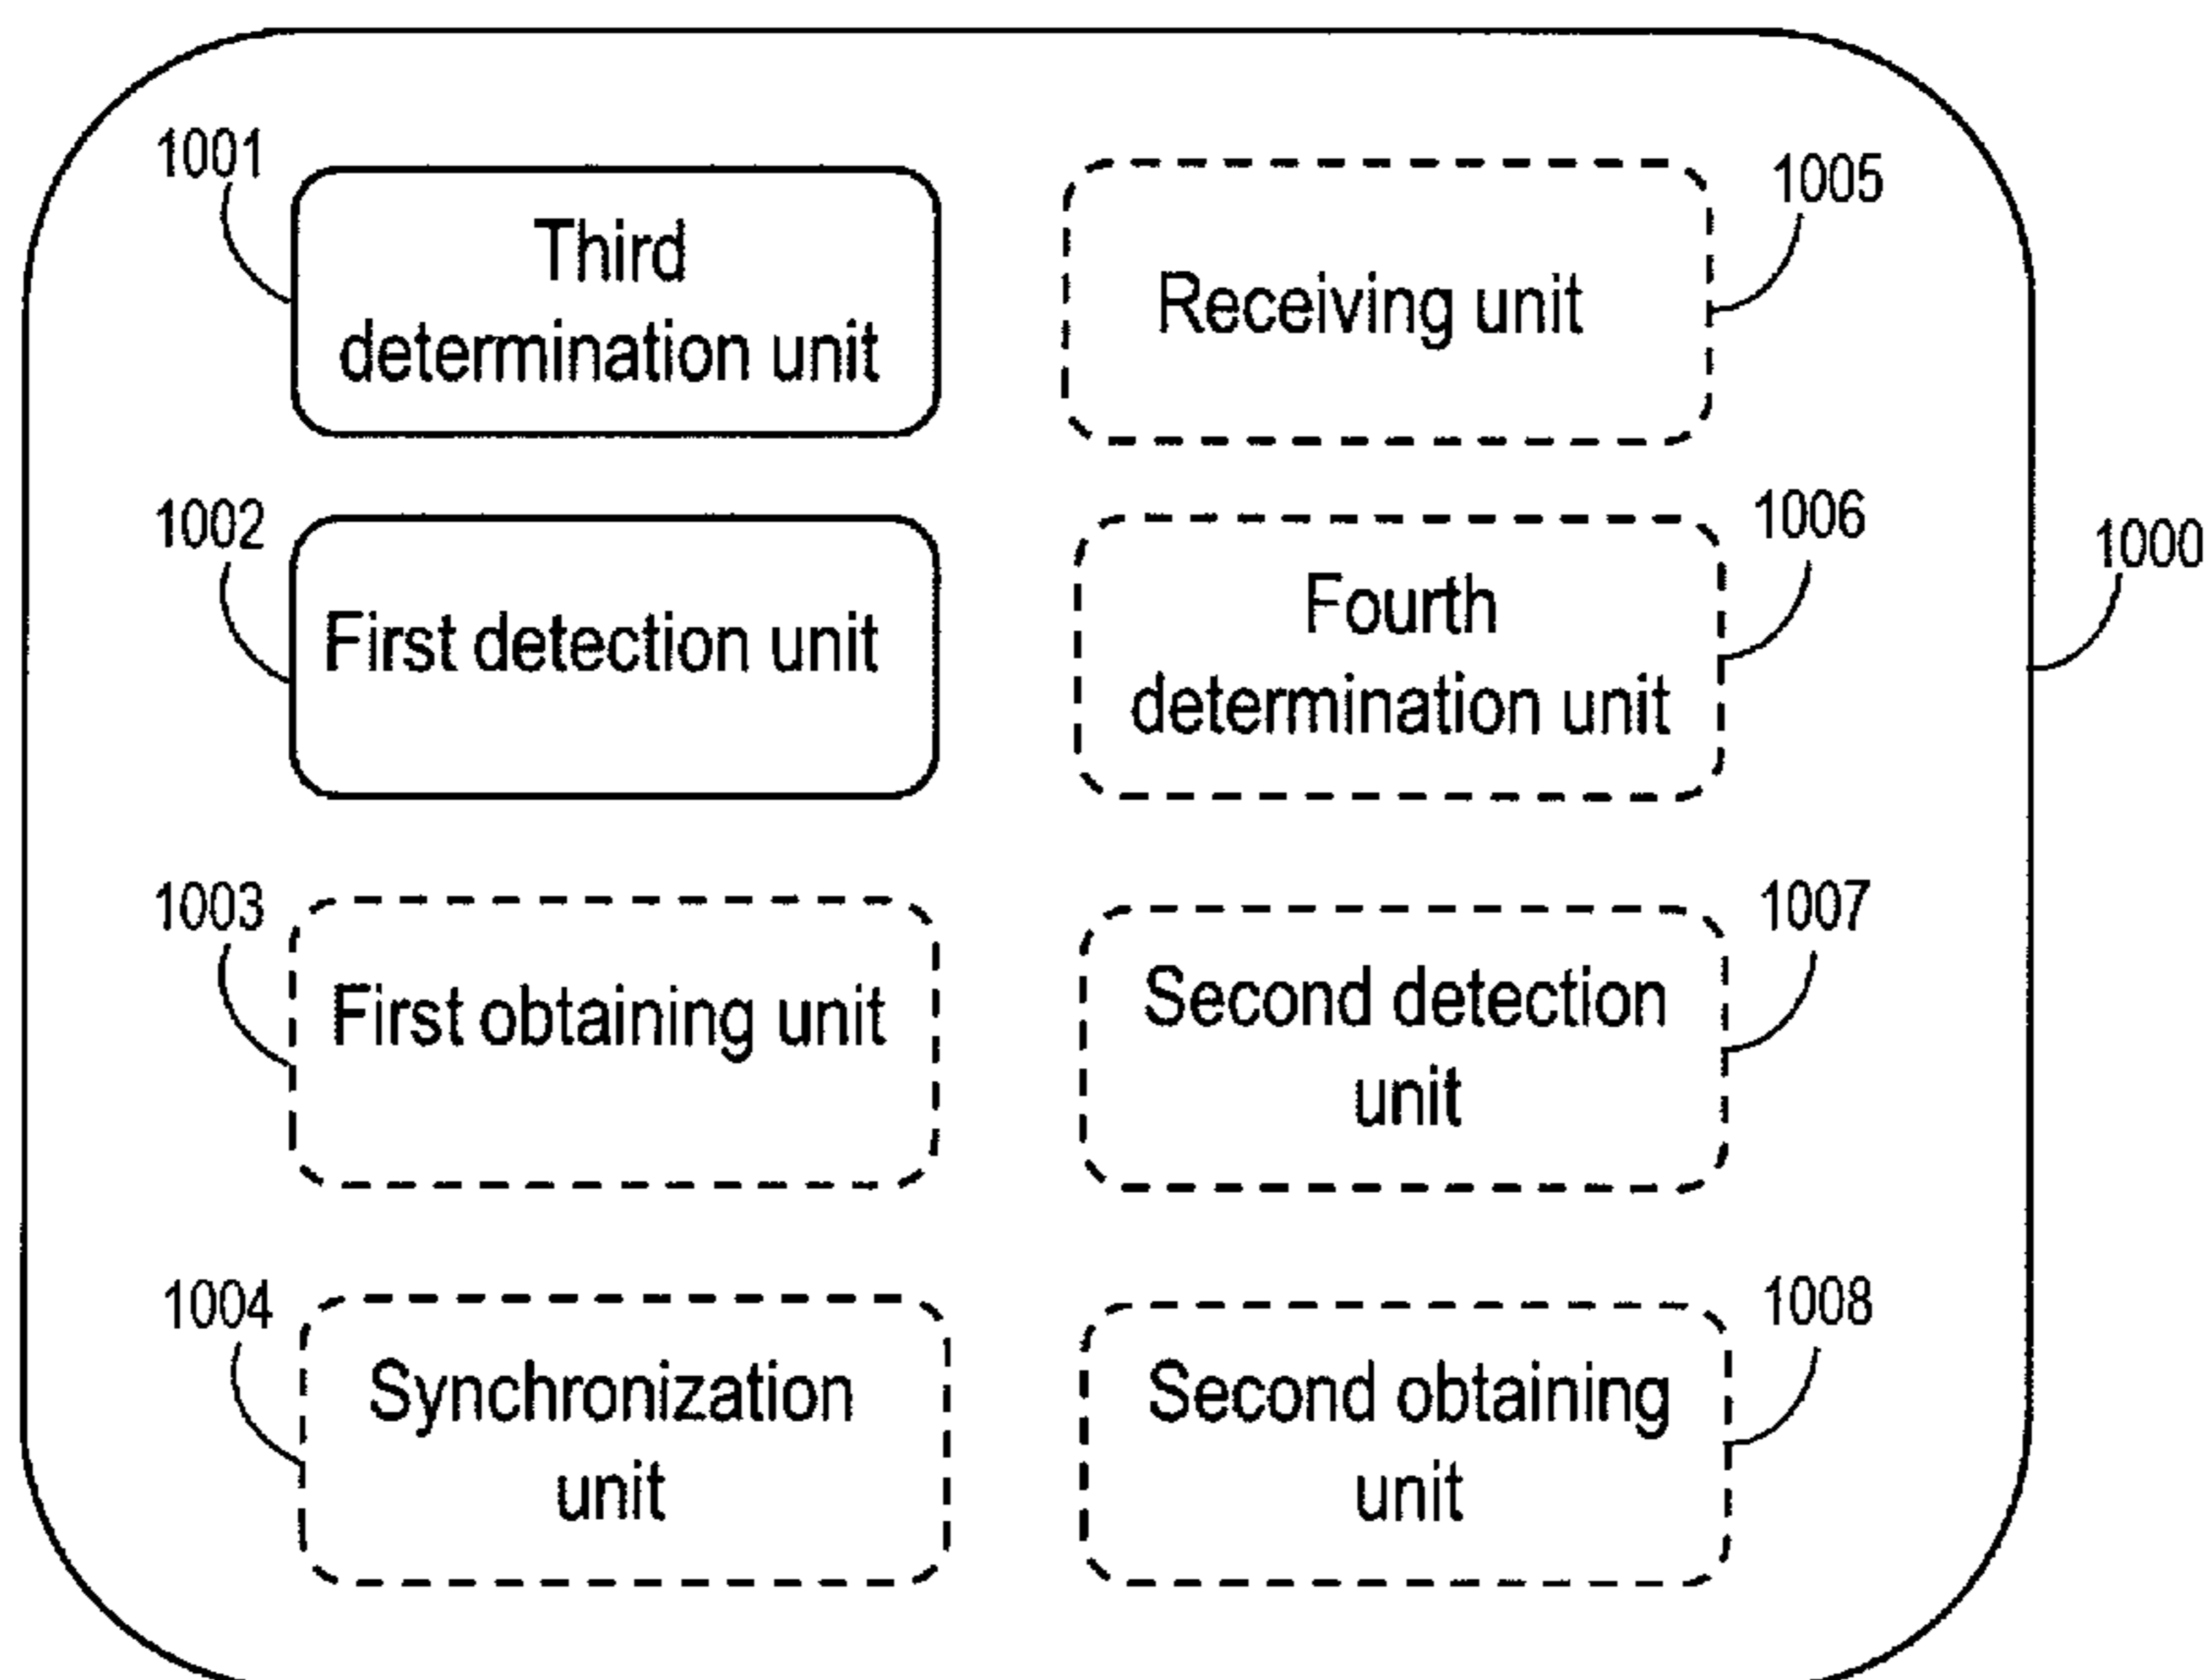 1001
Third
determination unit
1005
Receiving unit
1002
First detection unit
1006
Fourth
determination unit
1000
1003
First obtaining unit
1007
Second detection
unit
1004
Synchronization
unit
1008
Second obtaining
unit